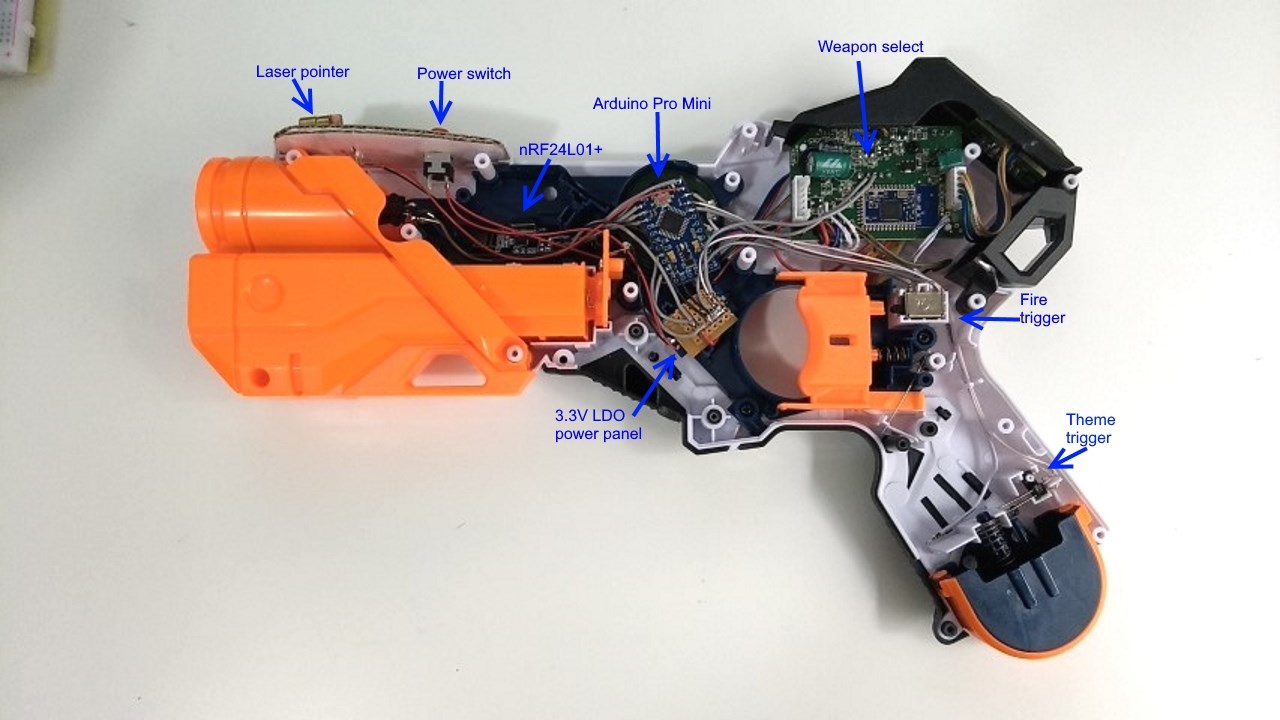 Weapon select
Laser pointer
Power switch
Arduino Pro Mini
nRF24L01+
Fire
trigger
3.3V LDO
power panel
Theme
trigger